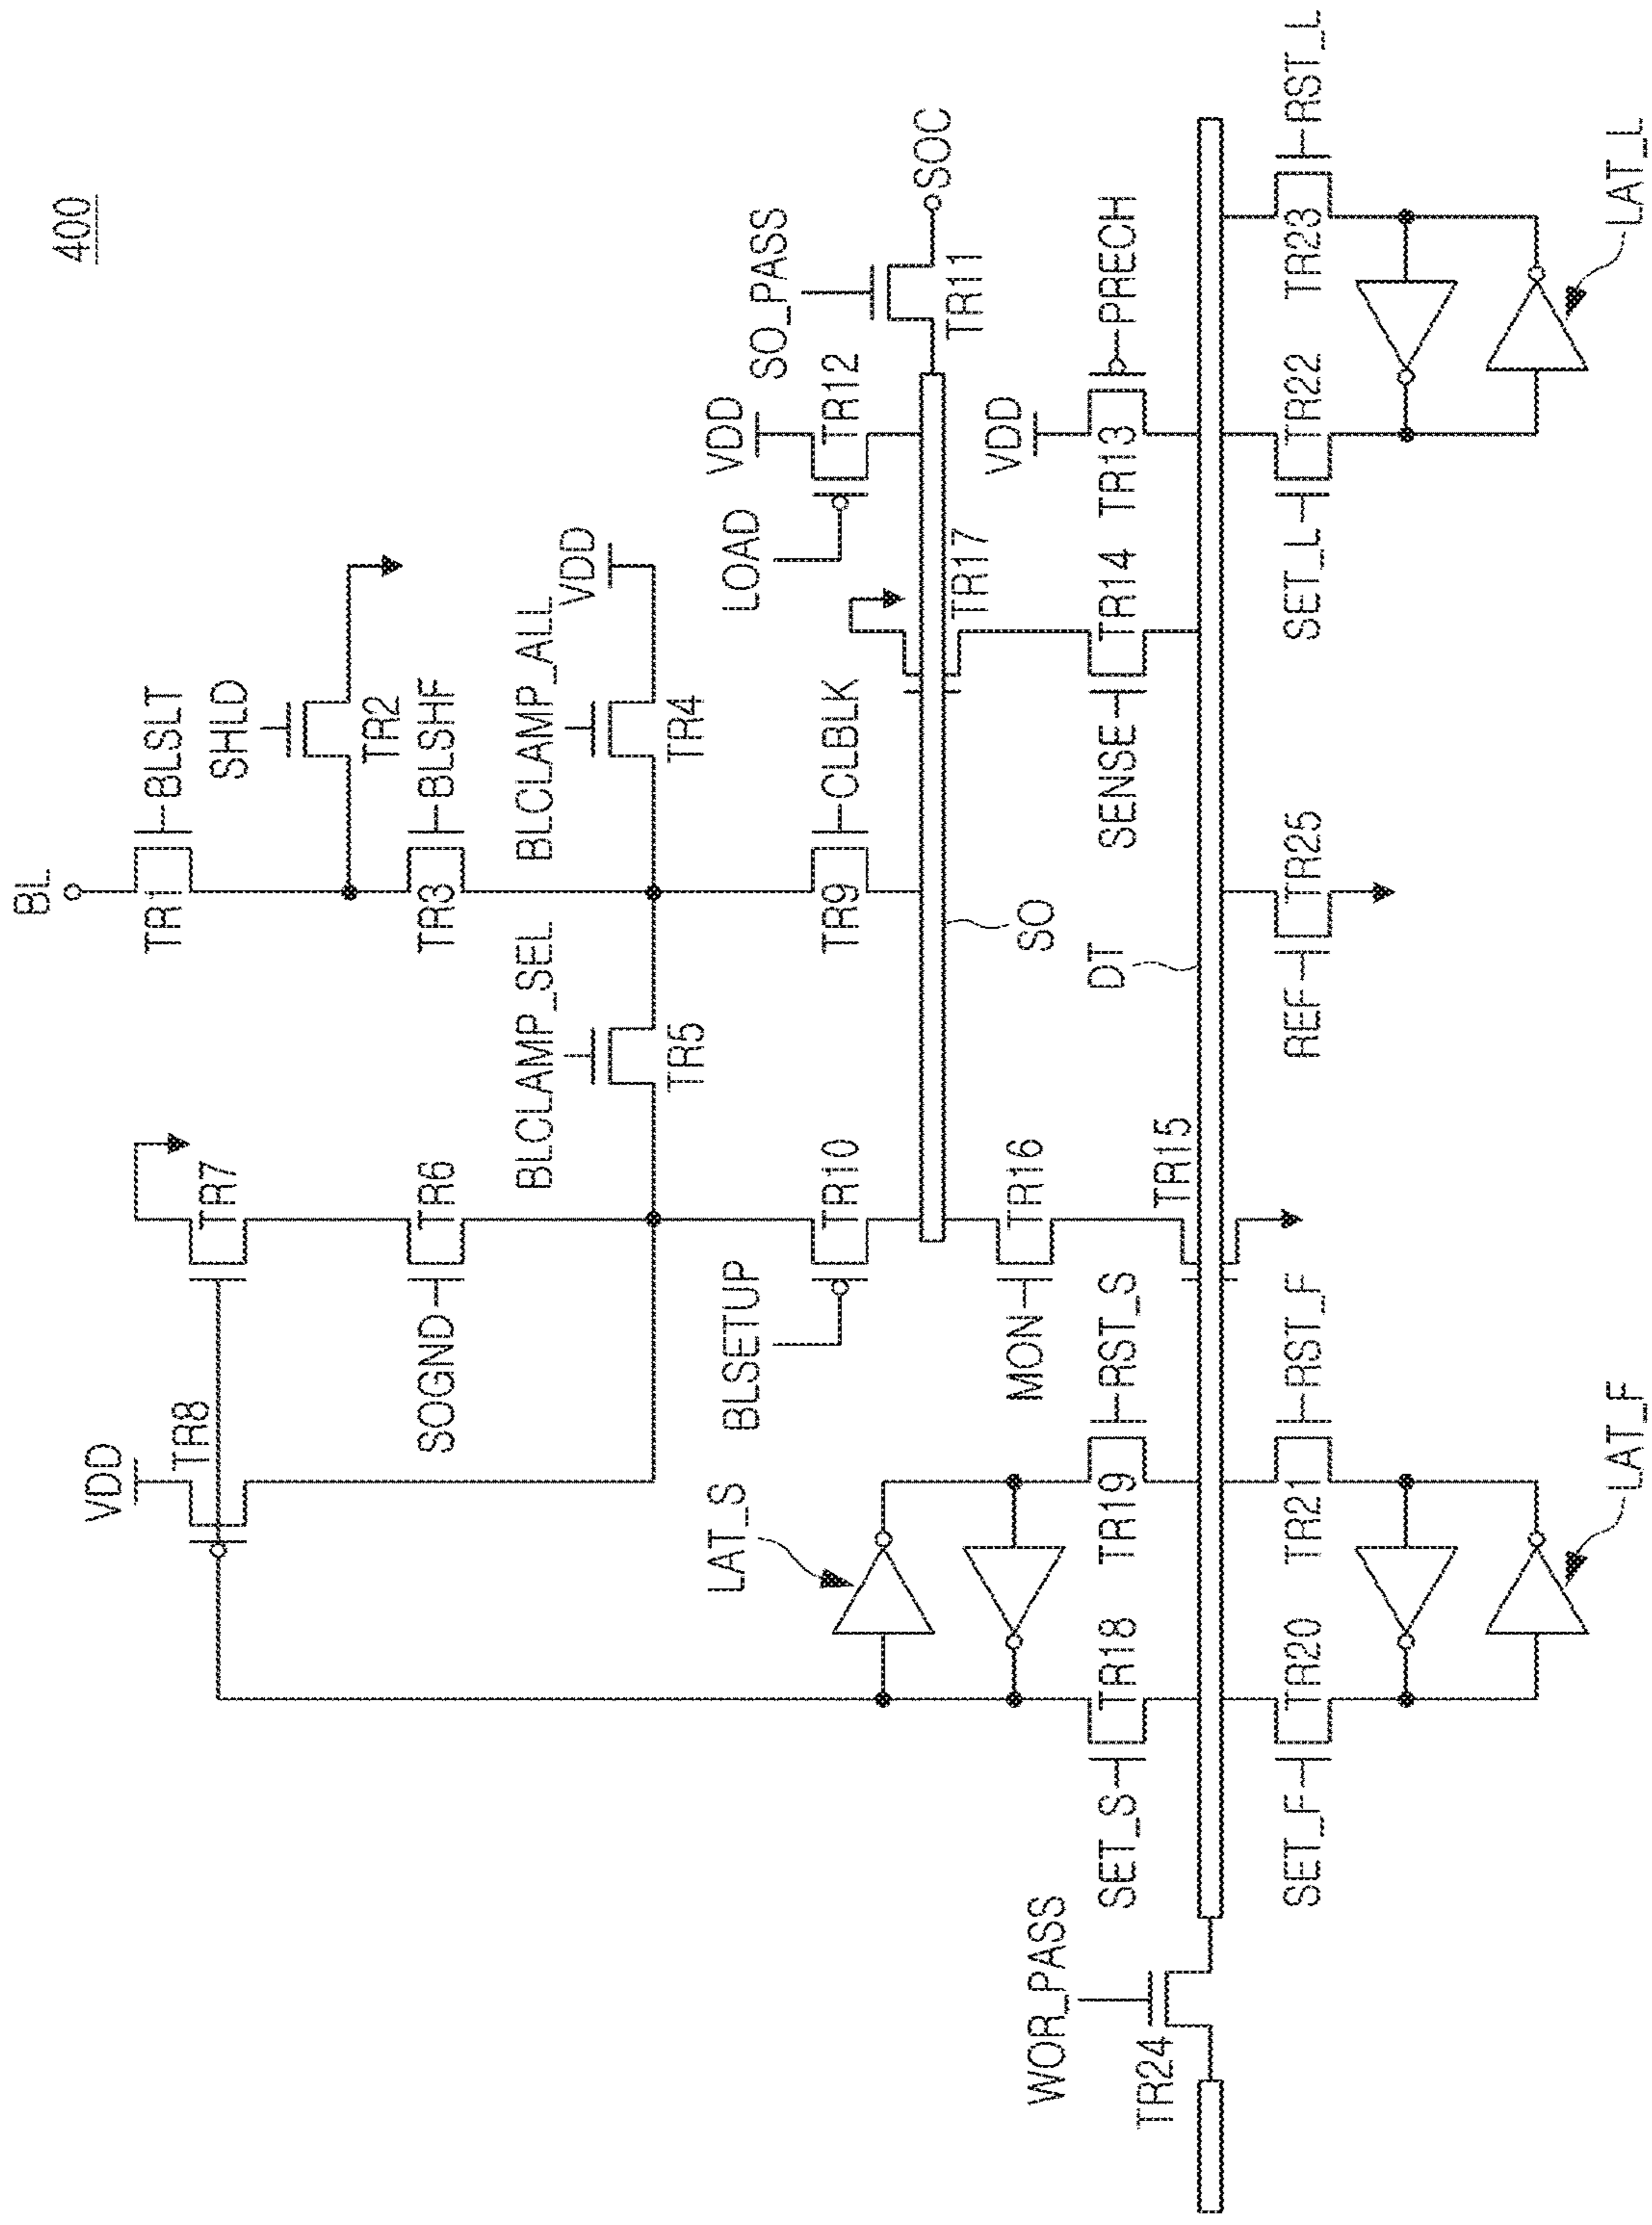 400
BL
BLSLT
TR1
SHLD
TR2
BLSHF
TR3
VDD
TR8
TR7
TR6
SOGND
BLCLAMP_SEL
TR5
BLCLAMP_ALL
TR4
VDD
BLSETUP
TR10
CLBLK
TR9
VDD
LOAD
TR12
SO_PASS
TR11
SOC
SO
TR17
LAT_S
MON
TR16
TR15
SENSE
TR14
VDD
TR13
PRECH
DT
SET_S
TR18
TR19
RST_S
WOR_PASS
TR24
SET_F
TR20
TR21
RST_F
LAT_F
REF
TR25
SET_L
TR22
TR23
RST_L
LAT_L